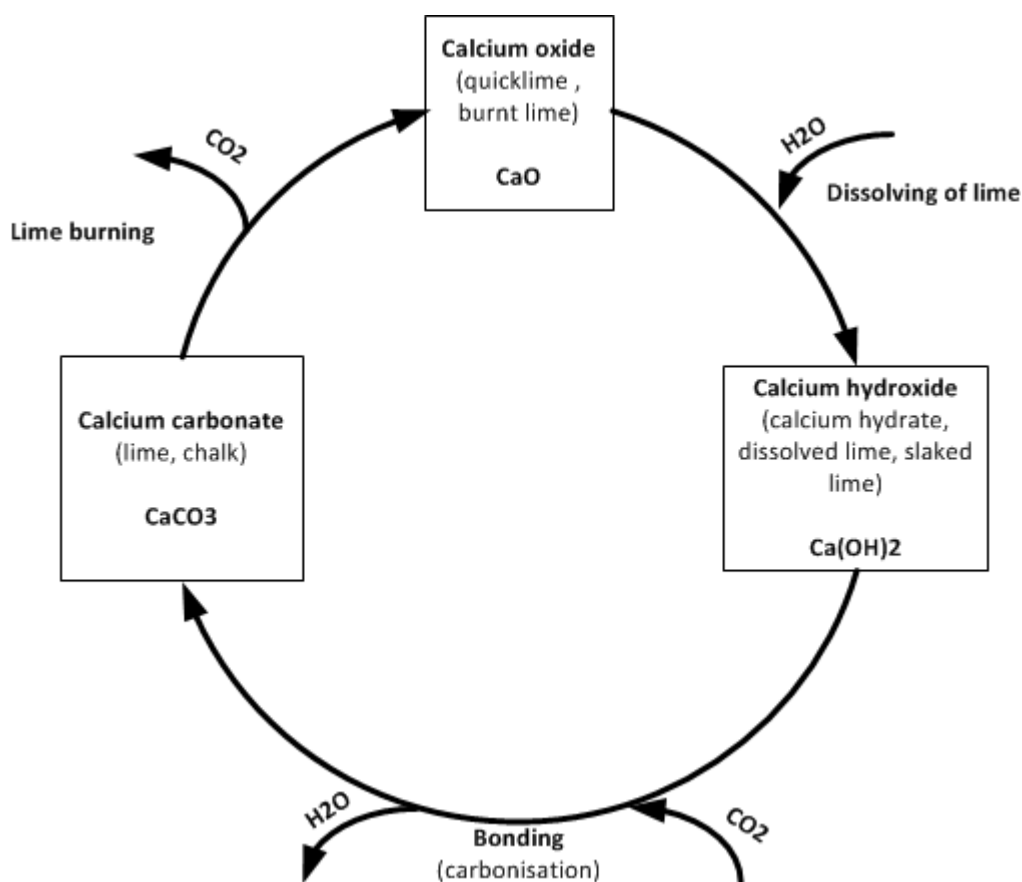 Calcium oxide
(quicklime ,
burnt lime)
CaO
CO2
H2O
Dissolving of lime
Lime burning
Calcium carbonate
(lime, chalk)
CaCO3
Calcium hydroxide
(calcium hydrate,
dissolved lime, slaked
lime)
Ca(OH)2
H2O
CO2
Bonding
(carbonisation)